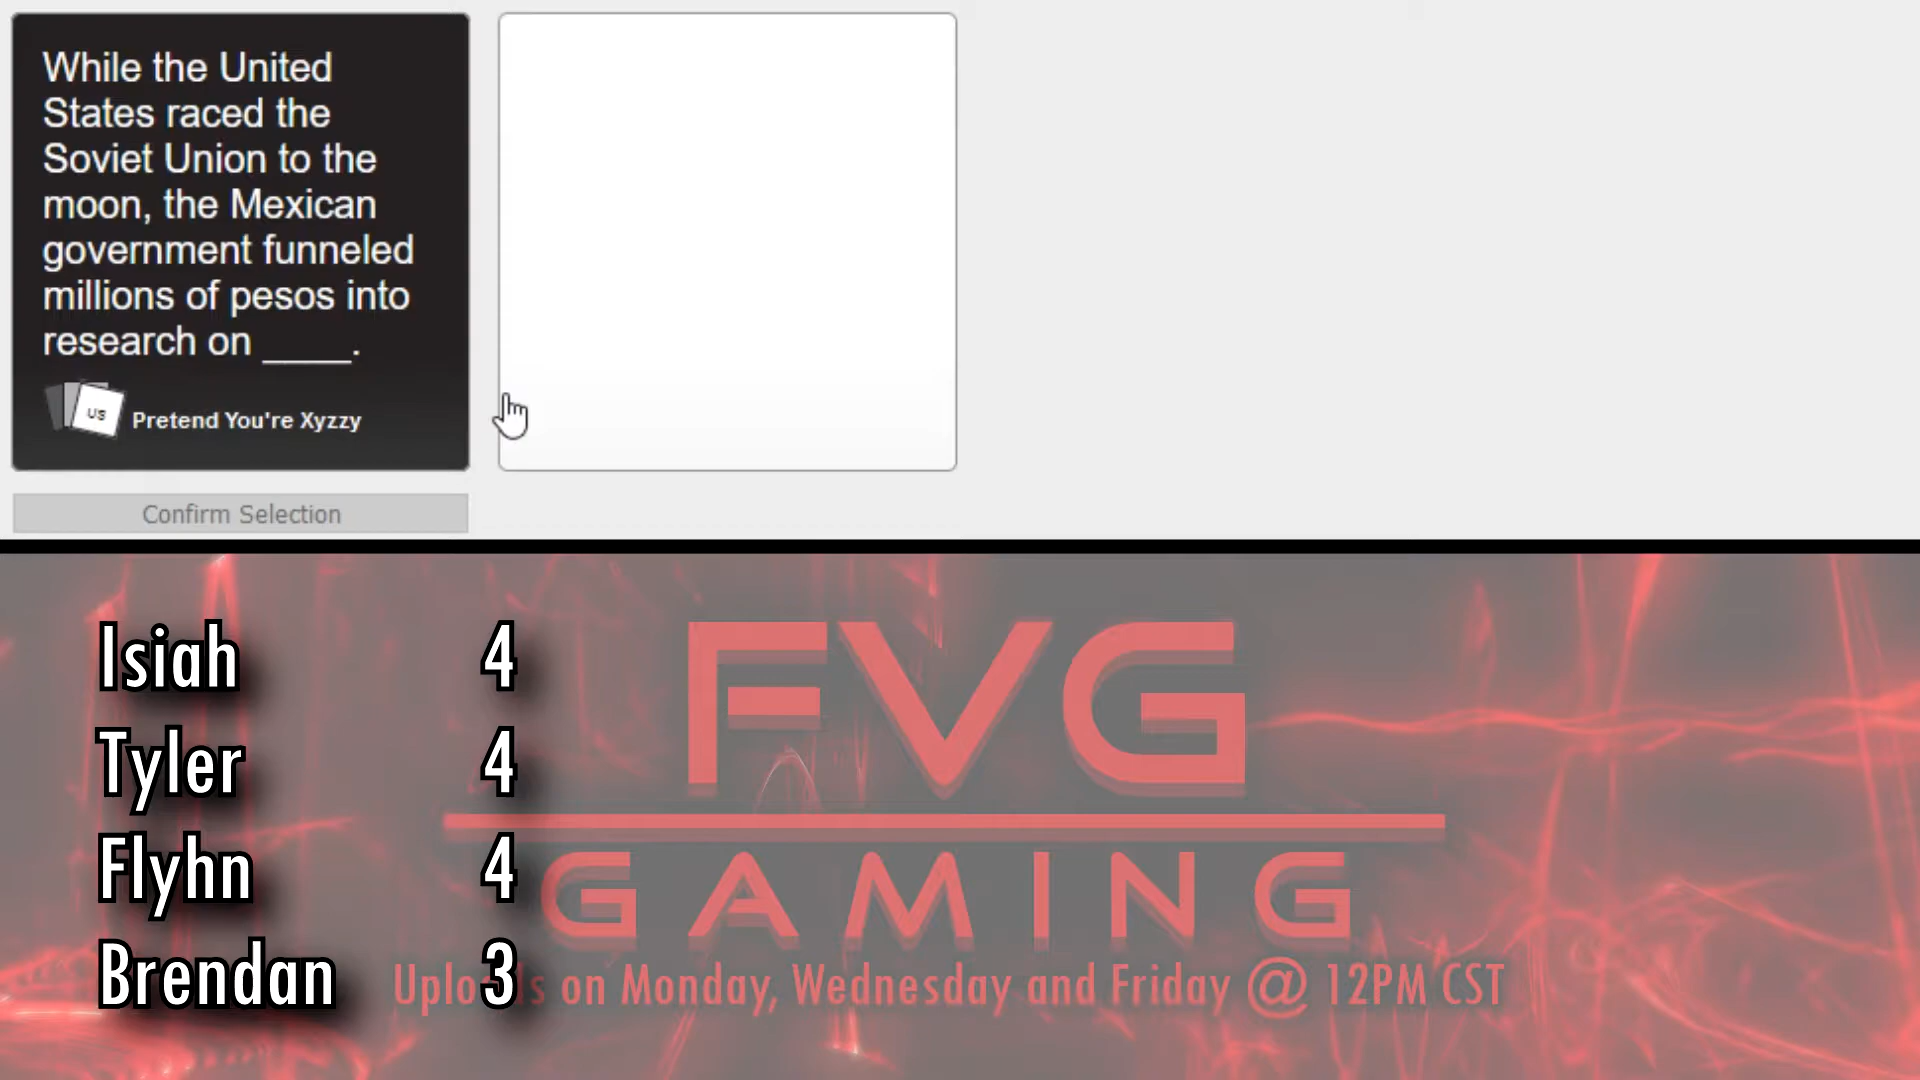 While the United
States raced the
Soviet Union to the
moon, the Mexican
government funneled
millions of pesos into
research on ____.
US Pretend You're Xyzzy
Confirm Selection
Isiah 4
Tyler 4
Flyhn 4
Brendan 3
FVG
GAMING
Uploads on Monday, Wednesday and Friday @ 12PM CST